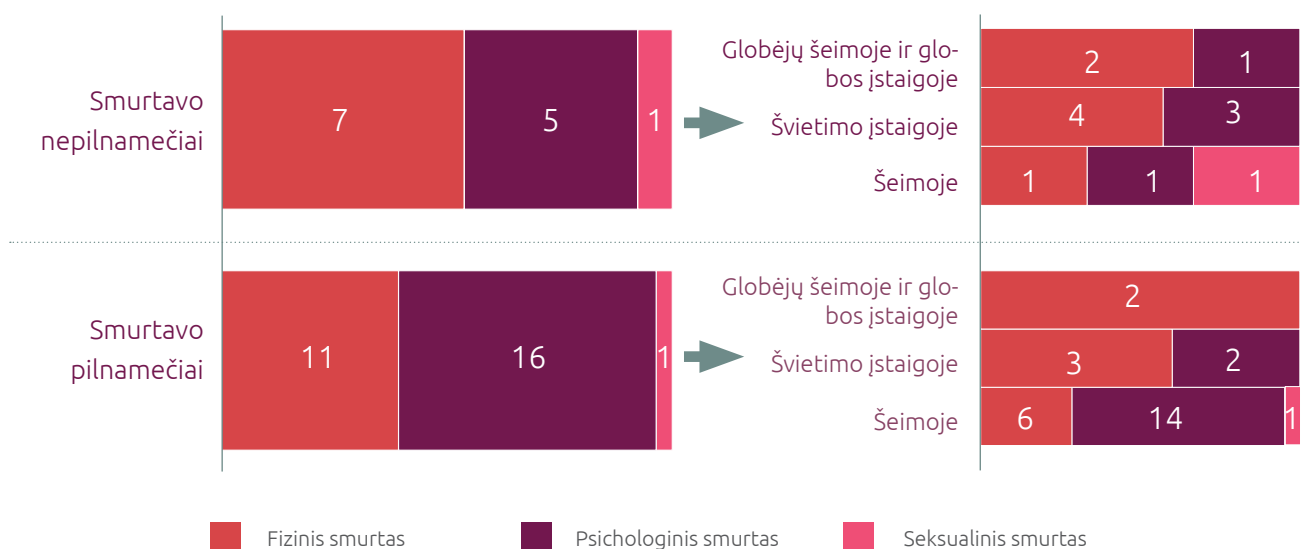 Smurtavo
nepilnamečiai
7
5
1
Globėjų šeimoje ir glo-
bos įstaigoje
2
1
Švietimo įstaigoje
4
3
Šeimoje
1
1
1
Smurtavo
pilnamečiai
11
16
1
Globėjų šeimoje ir glo-
bos įstaigoje
2
Švietimo įstaigoje
3
2
Šeimoje
6
14
1
Fizinis smurtas
Psichologinis smurtas
Seksualinis smurtas